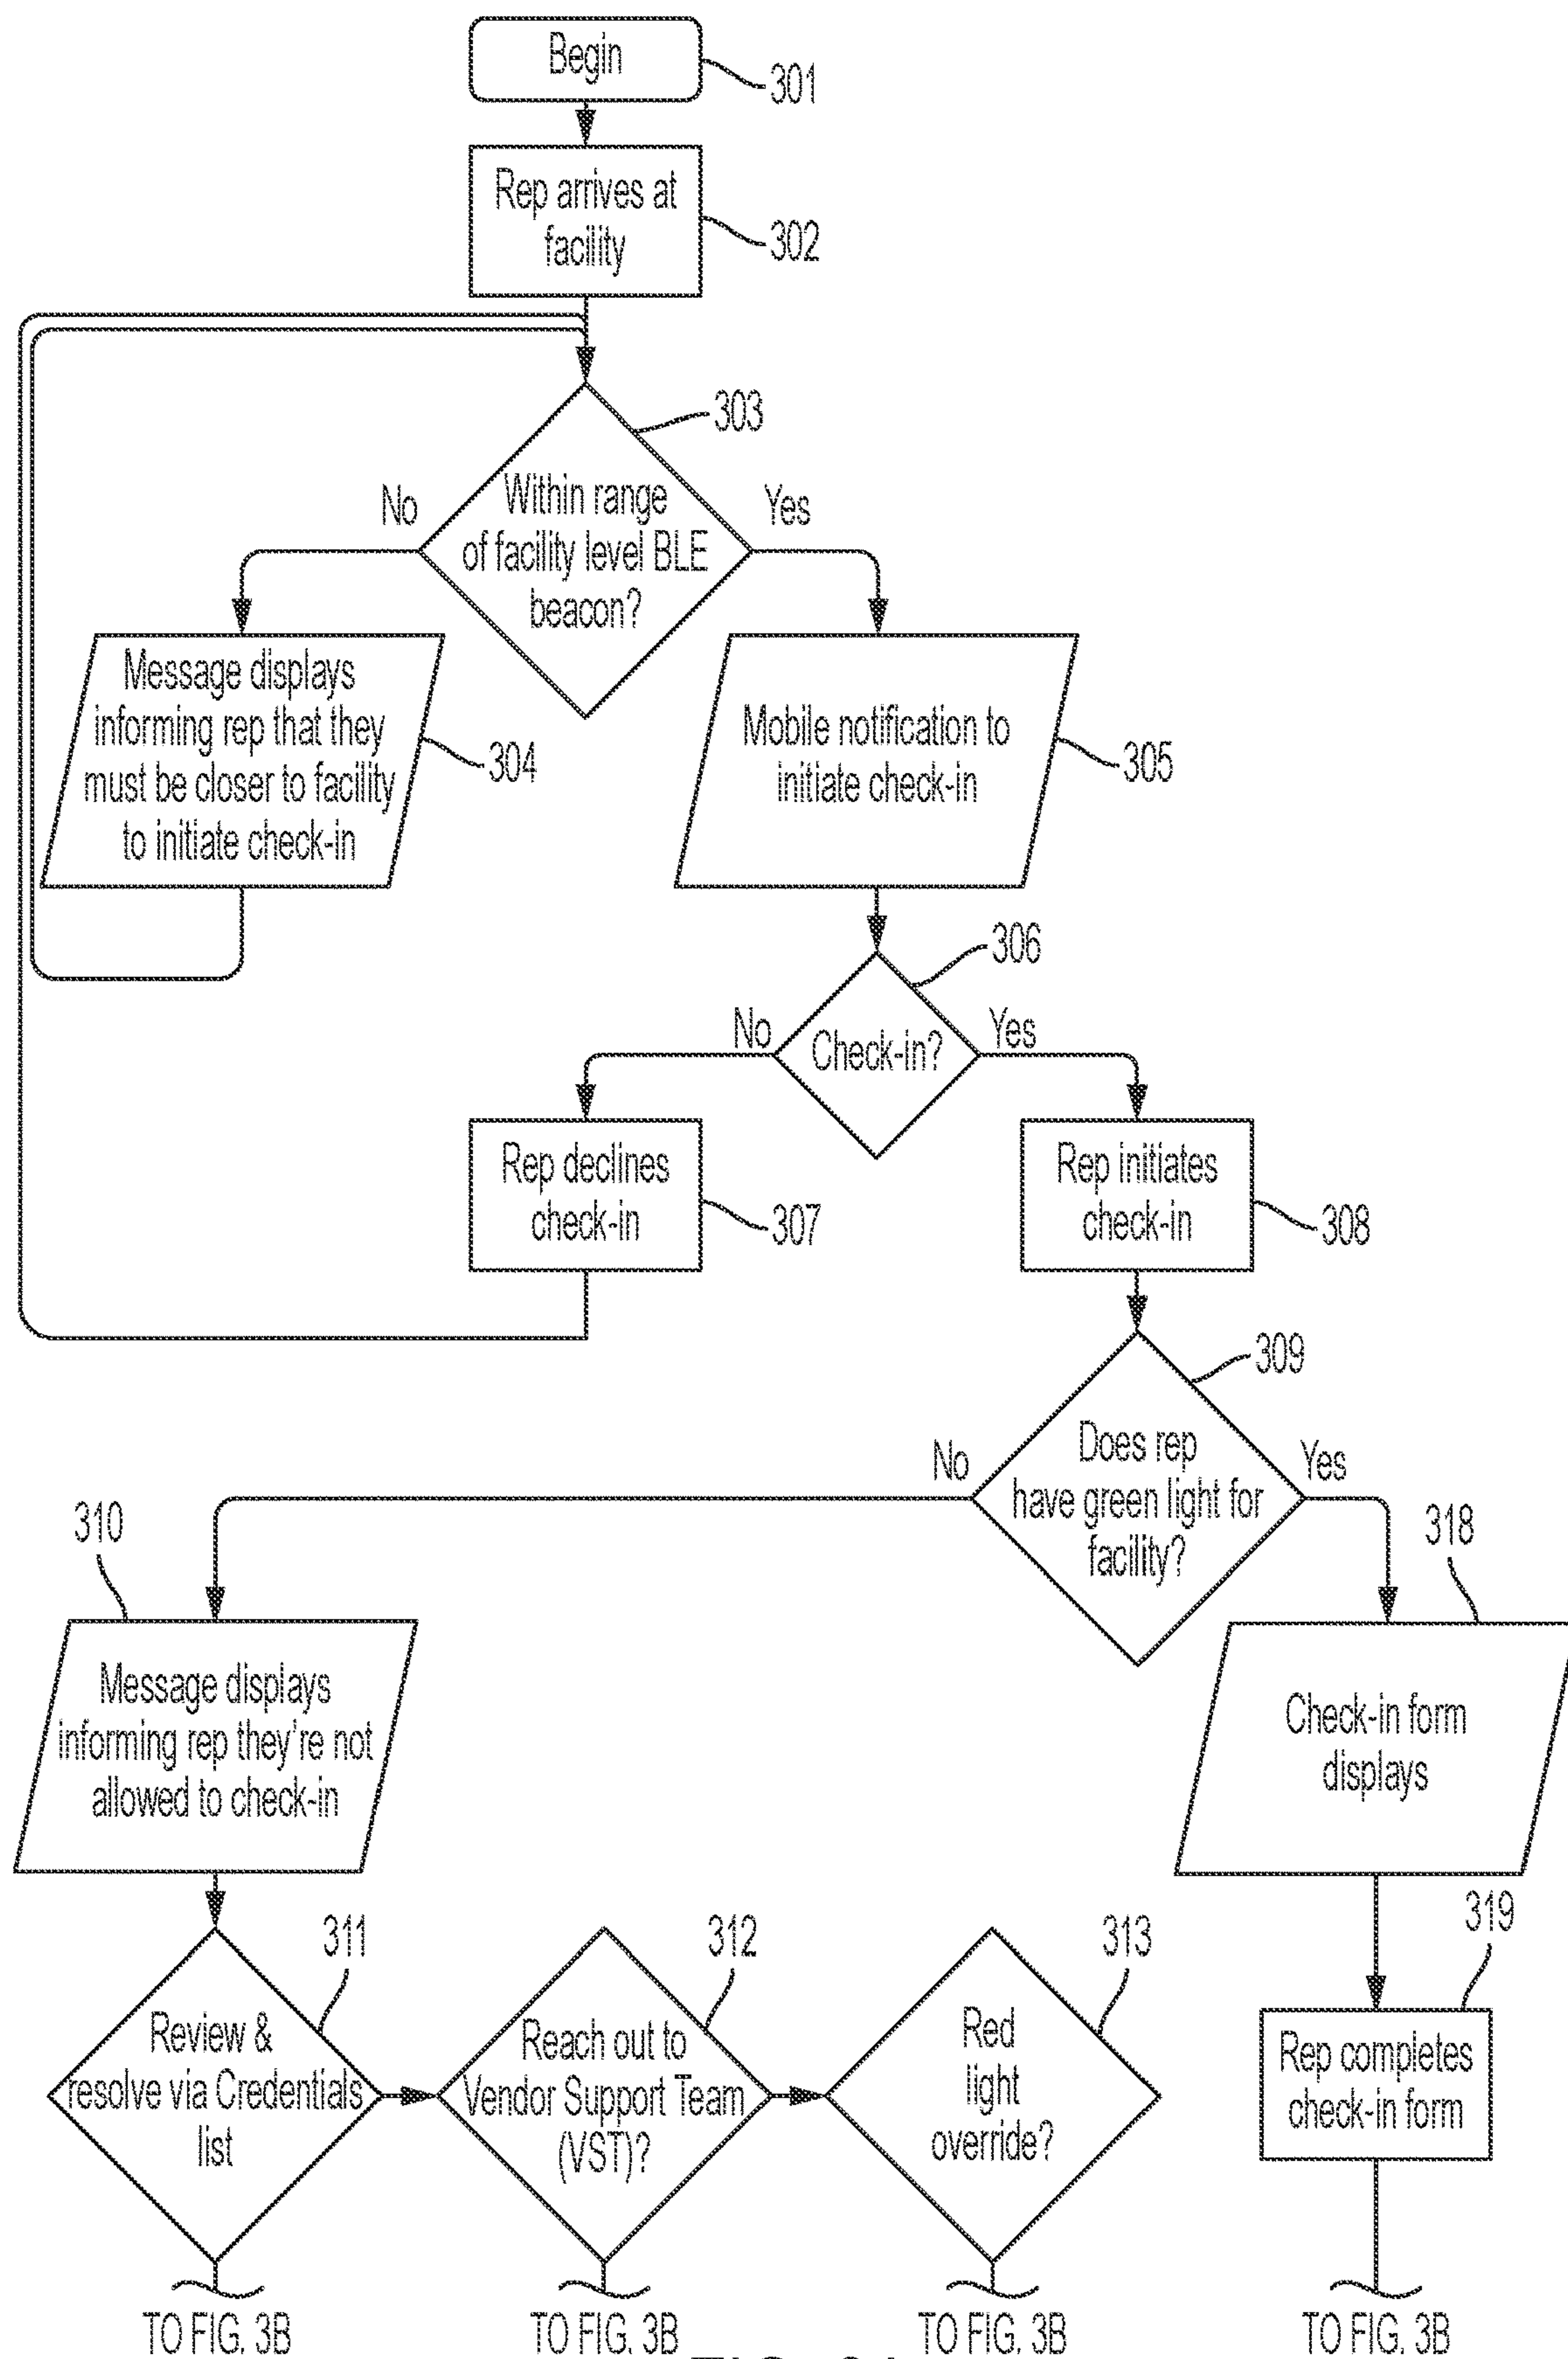 Begin
301
Rep arrives at
facility
302
303
Within range
of facility level BLE
beacon?
No
Yes
Message displays
informing rep that they
must be closer to facility
to initiate check-in
304
Mobile notification to
initiate check-in
305
306
No
Check-in?
Yes
Rep declines
check-in
307
Rep initiates
check-in
308
309
No
Does rep
have green light for
facility?
Yes
310
318
Message displays
informing rep they're not
allowed to check-in
Check-in form
displays
311
312
313
319
Review &
resolve via Credentials
list
Reach out to
Vendor Support Team
(VST)?
Red
light
override?
Rep completes
check-in form
TO FIG. 3B
TO FIG. 3B
TO FIG. 3B
TO FIG. 3B